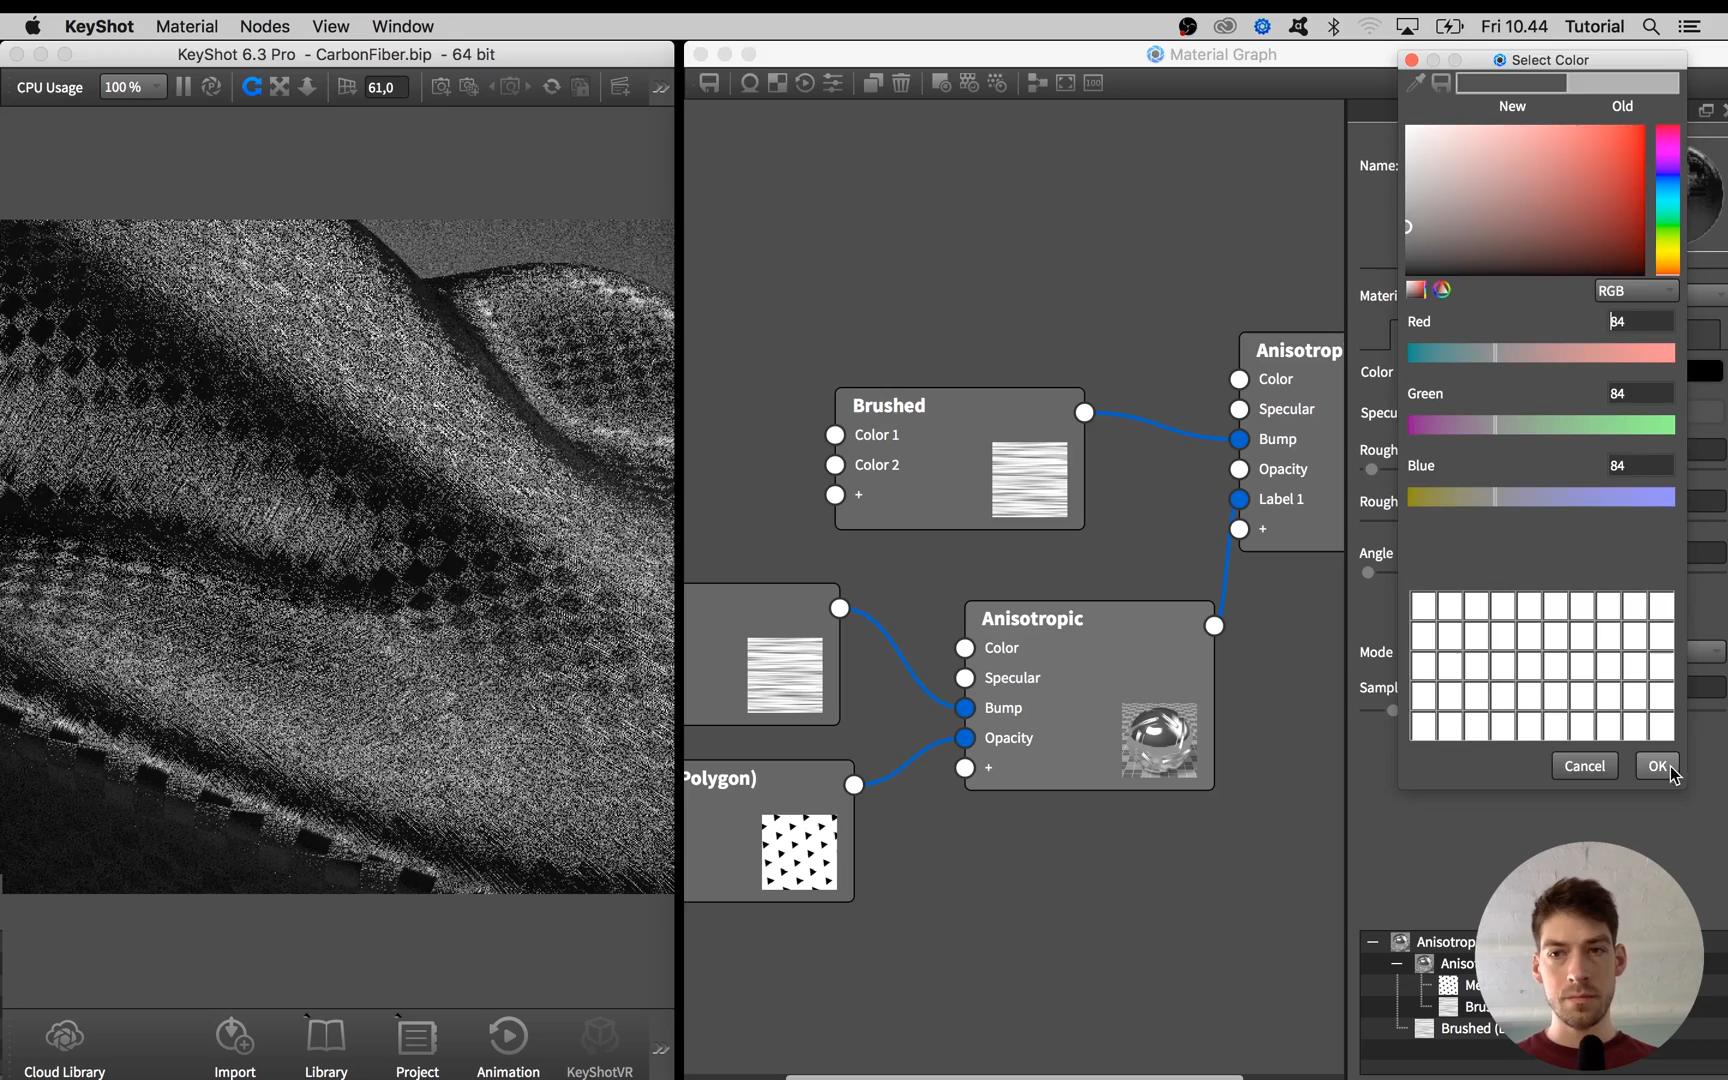 KeyShot Material Nodes View Window Fri 10.44 Tutorial
KeyShot 6.3 Pro - CarbonFiber.bip - 64 bit
Material Graph
Select Color
CPU Usage 100 % 61,0
100
New Old
Name:
RGB
Materi
Red 84
Green 84
Blue 84
Color
Specu
Rough
Rough
Angle
Mode
Sampl
Cancel OK
Anisotrop
Color
Specular
Bump
Opacity
Label 1
+
Brushed
Color 1
Color 2
+
Anisotropic
Color
Specular
Bump
Opacity
+
Polygon)
Anisotrop
Aniso
Me
Brus
Brushed (
Cloud Library Import Library Project Animation KeyShotVR